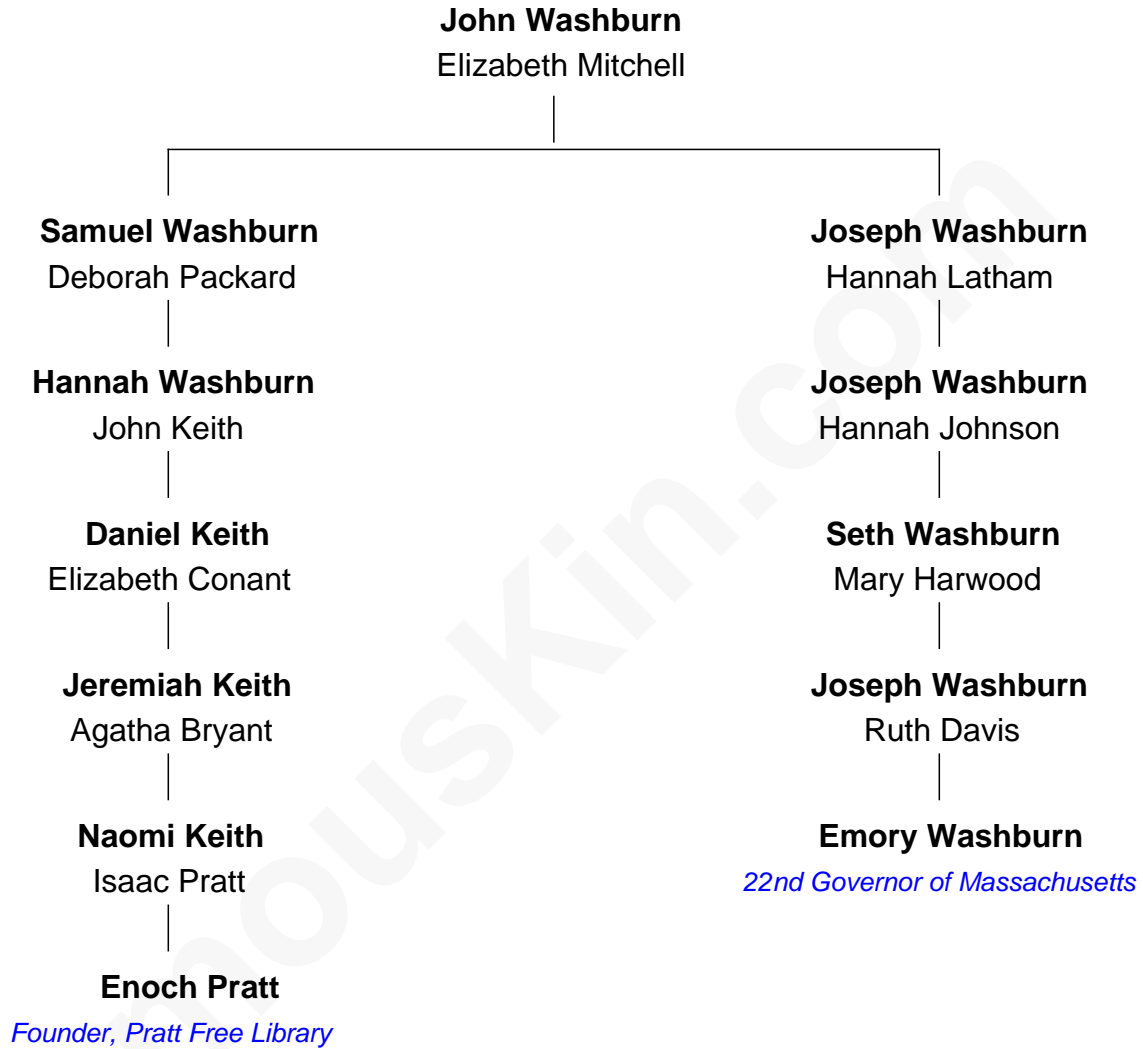 John Washburn
Elizabeth Mitchell
Samuel Washburn
Deborah Packard
Joseph Washburn
Hannah Latham
Hannah Washburn
John Keith
Joseph Washburn
Hannah Johnson
Daniel Keith
Elizabeth Conant
Seth Washburn
Mary Harwood
Jeremiah Keith
Agatha Bryant
Joseph Washburn
Ruth Davis
Naomi Keith
Isaac Pratt
Emory Washburn
22nd Governor of Massachusetts
Enoch Pratt
Founder, Pratt Free Library
mousKin.com